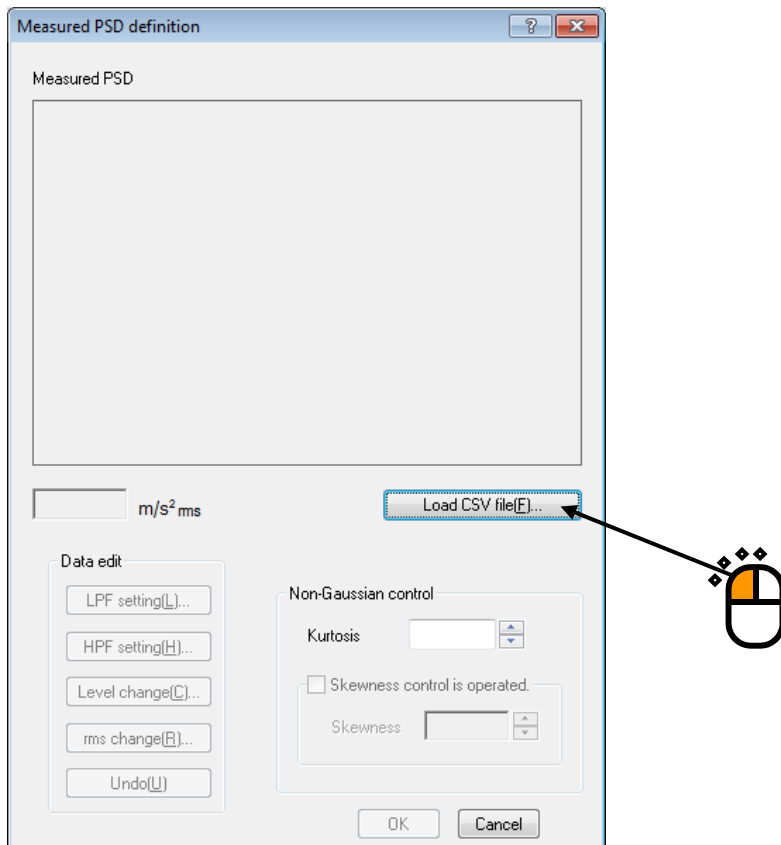 Measured PSD definition
?
Measured PSD
m/s² rms
Load CSV file(F)...
Data edit
LPF setting(L)...
HPF setting(H)...
Level change(C)...
rms change(R)...
Undo(U)
Non-Gaussian control
Kurtosis
Skewness control is operated.
Skewness
OK
Cancel